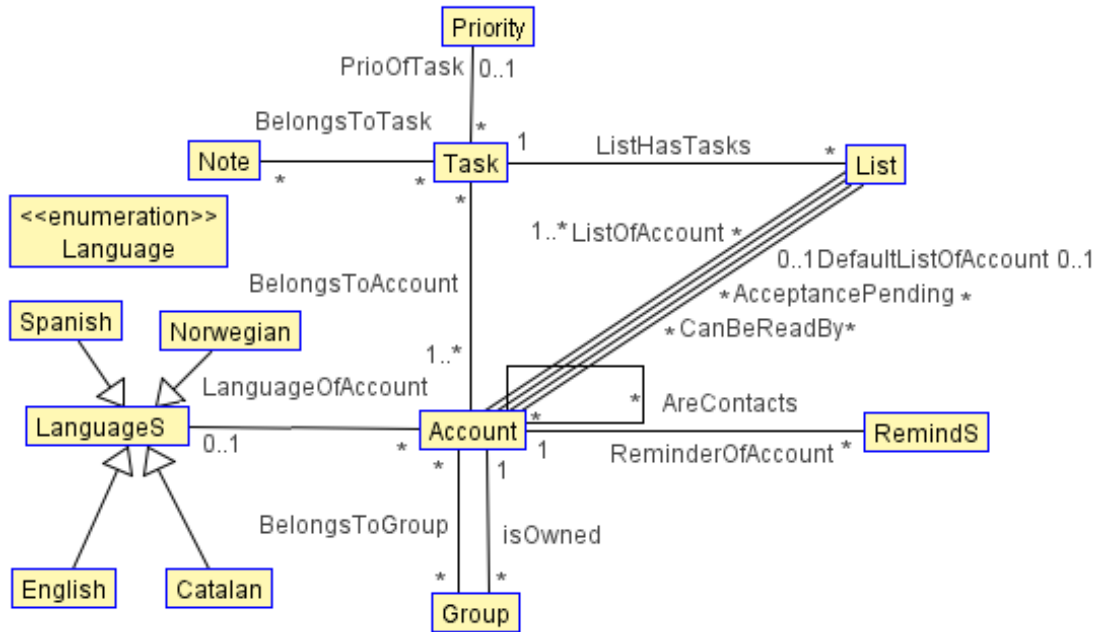 Priority
PrioOfTask 0..1
BelongsToTask * 1 ListHasTasks *
Note Task List
* * *
<<enumeration>>
Language
1..* ListOfAccount *
0..1 DefaultListOfAccount 0..1
BelongsToAccount
* AcceptancePending *
Spanish Norwegian
* CanBeReadBy *
1..*
LanguageOfAccount
* AreContacts
LanguageS Account * RemindS
0..1 * * 1 1 ReminderOfAccount *
BelongsToGroup isOwned
English Catalan * *
Group